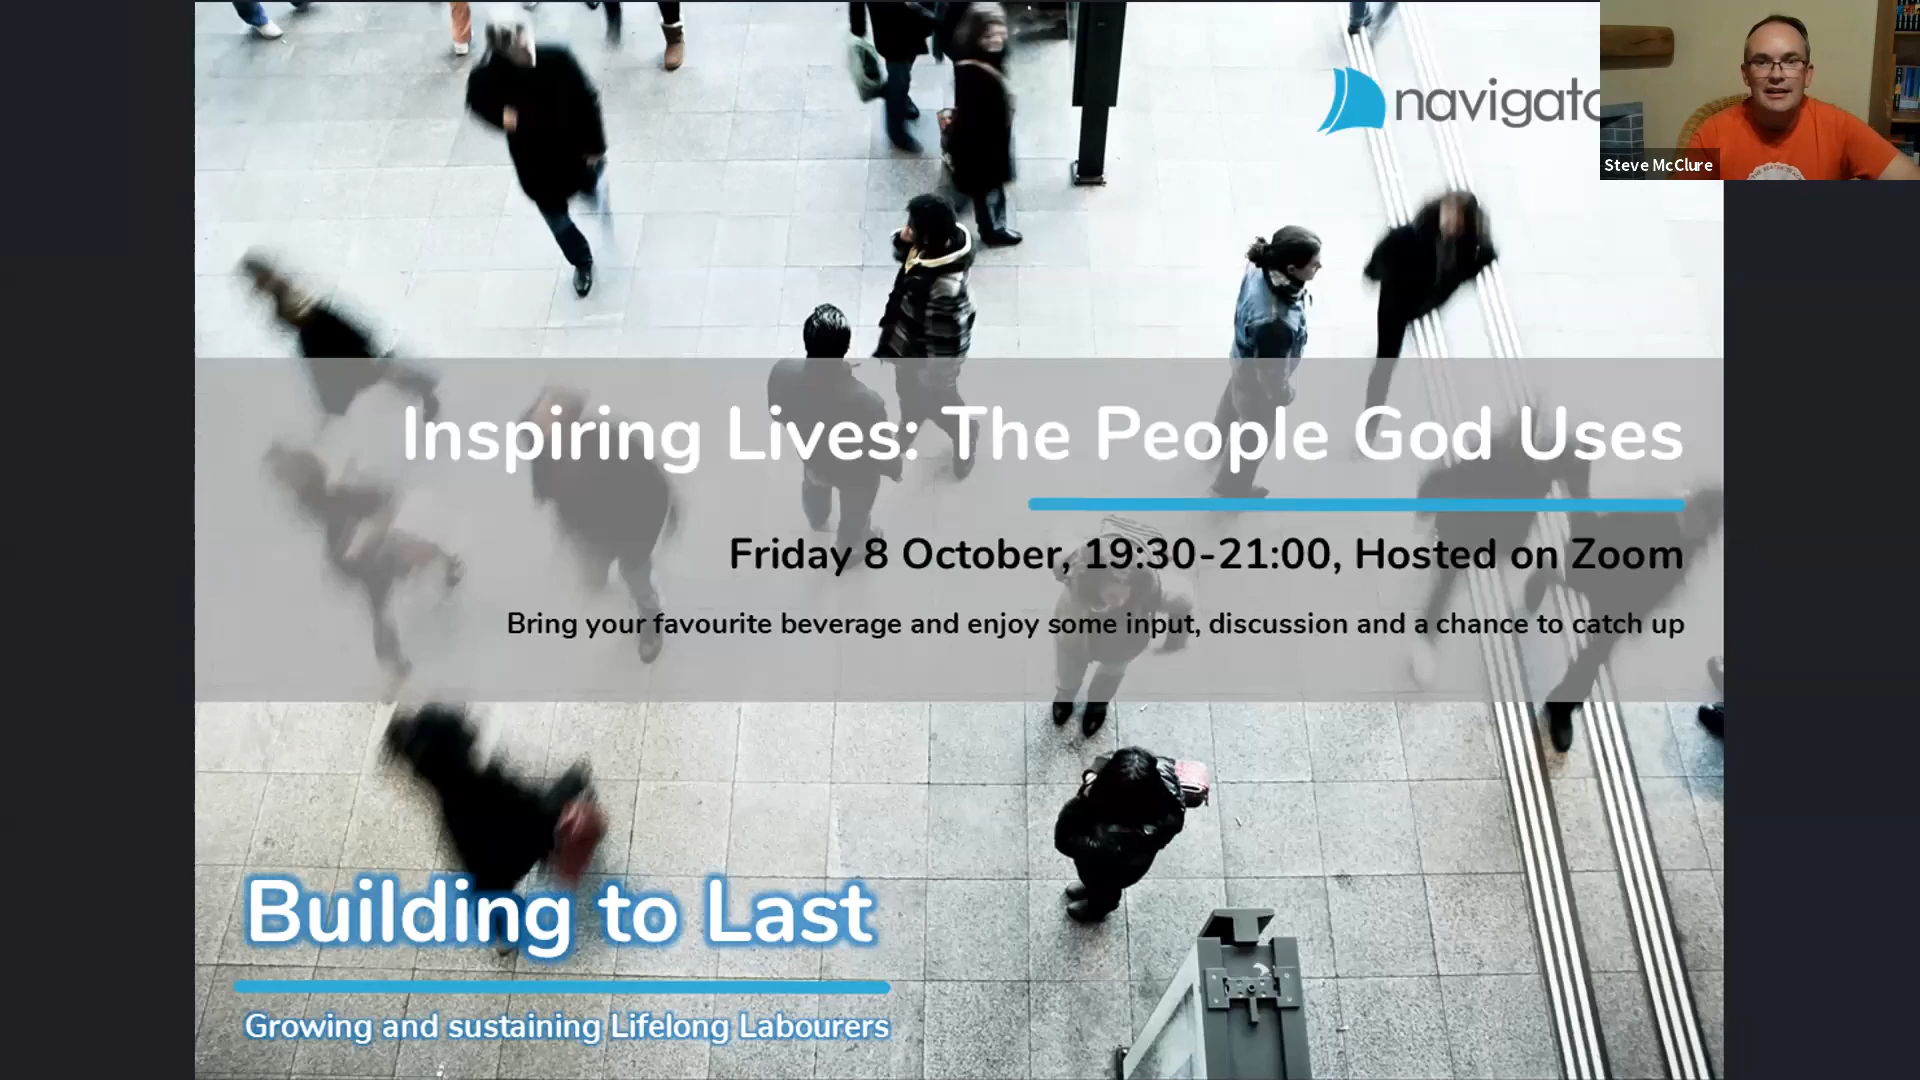 navigato
Steve McClure
Inspiring Lives: The People God Uses
Friday 8 October, 19:30-21:00, Hosted on Zoom
Bring your favourite beverage and enjoy some input, discussion and a chance to catch up
Building to Last
Growing and sustaining Lifelong Labourers